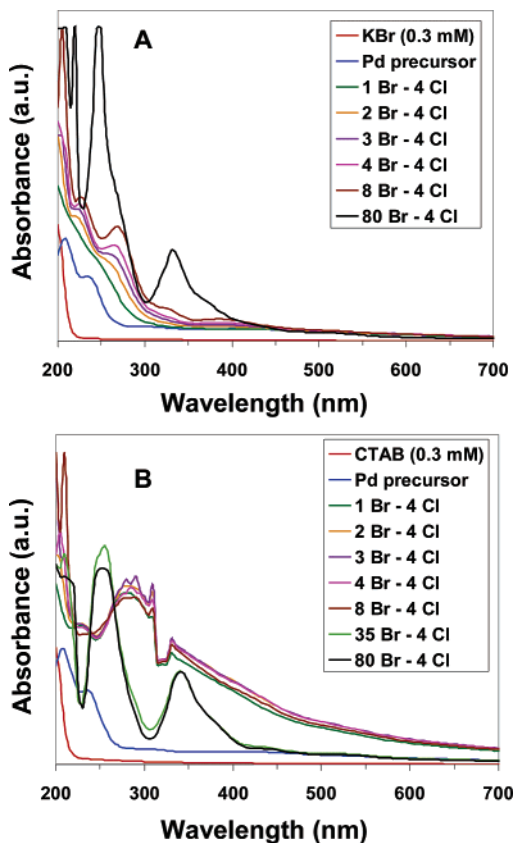 A
KBr (0.3 mM)
Pd precursor
1 Br - 4 Cl
2 Br - 4 Cl
3 Br - 4 Cl
4 Br - 4 Cl
8 Br - 4 Cl
80 Br - 4 Cl
Absorbance (a.u.)
200 300 400 500 600 700
Wavelength (nm)
B
CTAB (0.3 mM)
Pd precursor
1 Br - 4 Cl
2 Br - 4 Cl
3 Br - 4 Cl
4 Br - 4 Cl
8 Br - 4 Cl
35 Br - 4 Cl
80 Br - 4 Cl
Absorbance (a.u.)
200 300 400 500 600 700
Wavelength (nm)